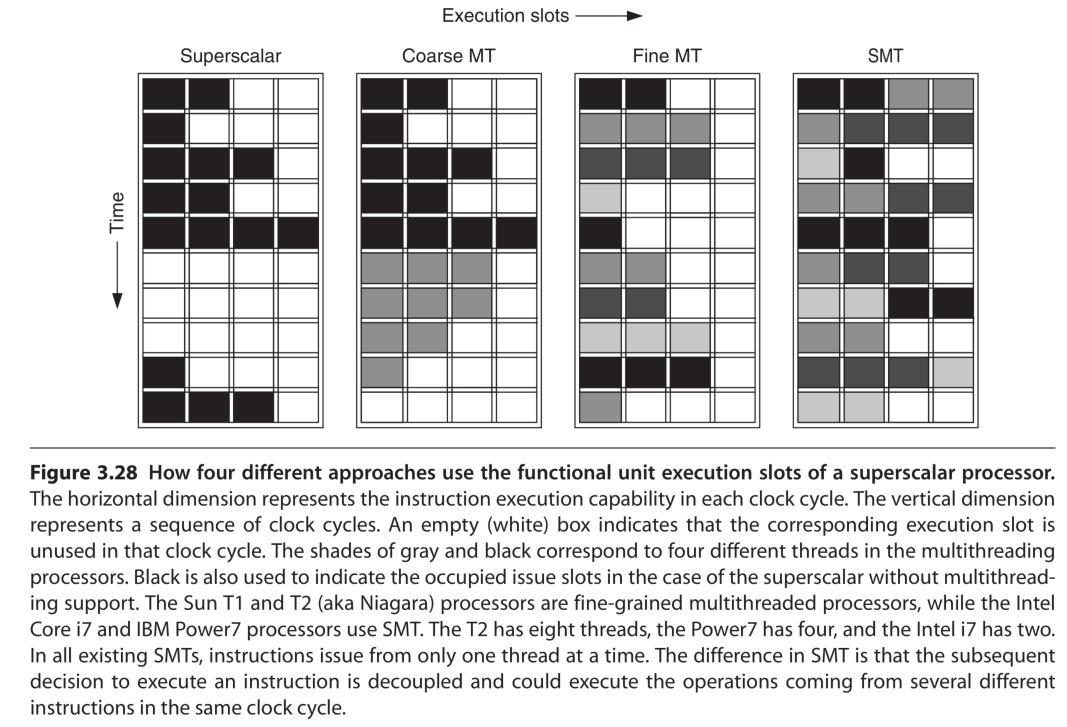 Execution slots
Superscalar
Coarse MT
Fine MT
SMT
Time
Figure 3.28 How four different approaches use the functional unit execution slots of a superscalar processor.
The horizontal dimension represents the instruction execution capability in each clock cycle. The vertical dimension
represents a sequence of clock cycles. An empty (white) box indicates that the corresponding execution slot is
unused in that clock cycle. The shades of gray and black correspond to four different threads in the multithreading
processors. Black is also used to indicate the occupied issue slots in the case of the superscalar without multithread-
ing support. The Sun T1 and T2 (aka Niagara) processors are fine-grained multithreaded processors, while the Intel
Core i7 and IBM Power7 processors use SMT. The T2 has eight threads, the Power7 has four, and the Intel i7 has two.
In all existing SMTs, instructions issue from only one thread at a time. The difference in SMT is that the subsequent
decision to execute an instruction is decoupled and could execute the operations coming from several different
instructions in the same clock cycle.